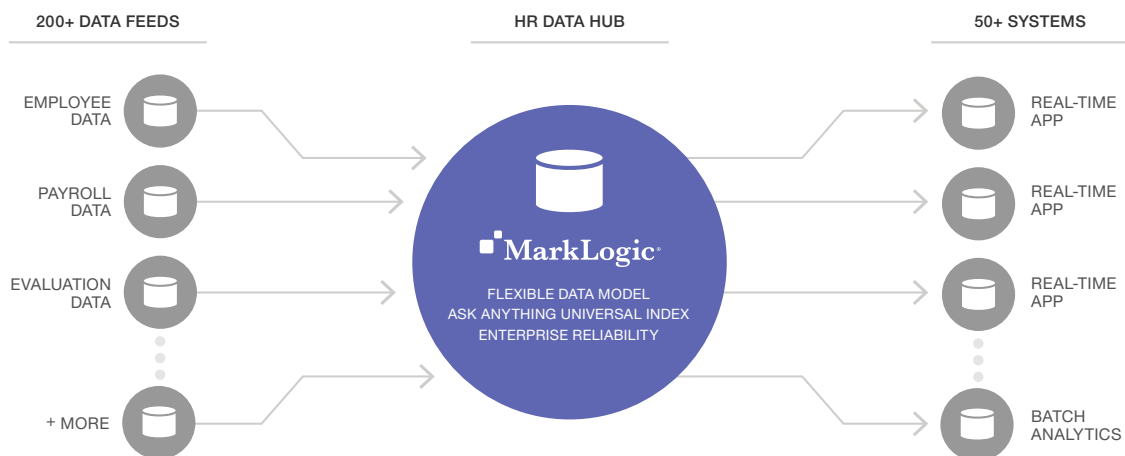 200+ DATA FEEDS
HR DATA HUB
50+ SYSTEMS
EMPLOYEE
DATA
PAYROLL
DATA
EVALUATION
DATA
+ MORE
MarkLogic®
FLEXIBLE DATA MODEL
ASK ANYTHING UNIVERSAL INDEX
ENTERPRISE RELIABILITY
REAL-TIME
APP
REAL-TIME
APP
REAL-TIME
APP
BATCH
ANALYTICS